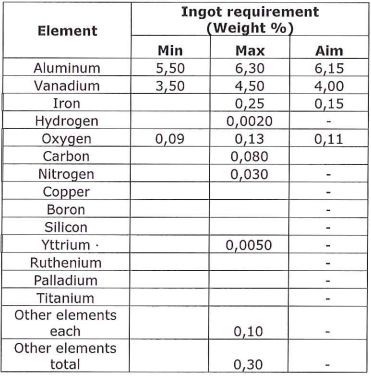 Element Ingot requirement
(Weight %)
Min Max Aim
Aluminum 5,50 6,30 6,15
Vanadium 3,50 4,50 4,00
Iron 0,25 0,15
Hydrogen 0,0020 -
Oxygen 0,09 0,13 0,11
Carbon 0,080
Nitrogen 0,030 -
Copper -
Boron -
Silicon -
Yttrium · 0,0050 -
Ruthenium -
Palladium -
Titanium -
Other elements
each 0,10 -
Other elements
total 0,30 -